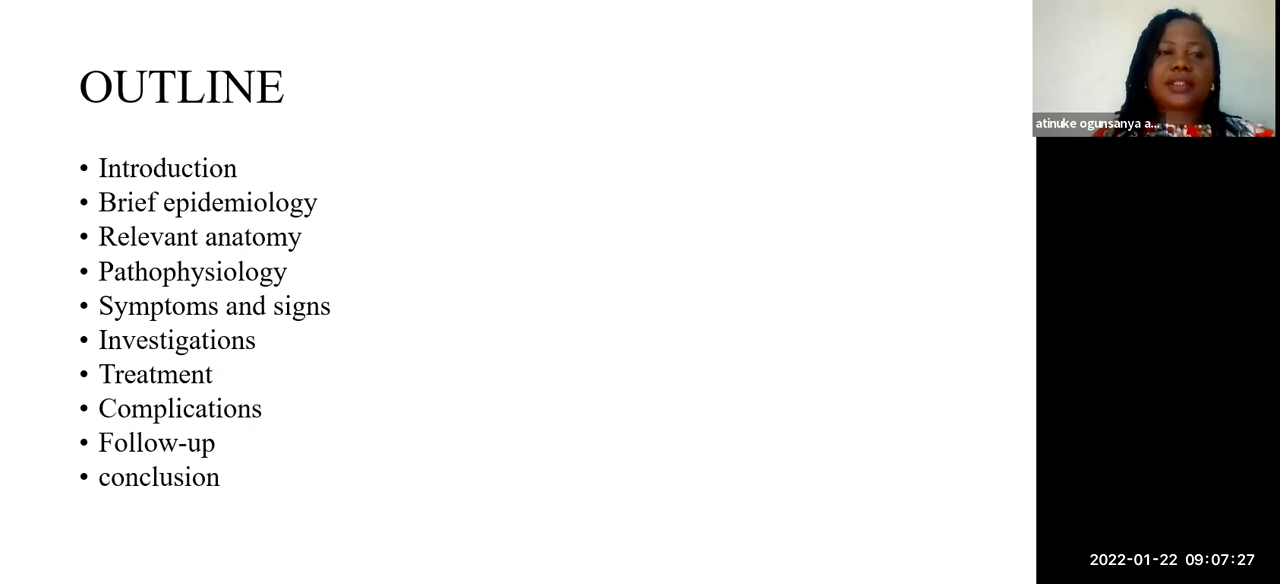 OUTLINE
• Introduction
• Brief epidemiology
• Relevant anatomy
• Pathophysiology
• Symptoms and signs
• Investigations
• Treatment
• Complications
• Follow-up
• conclusion
atinuke ogunsanya a...
2022-01-22 09:07:27